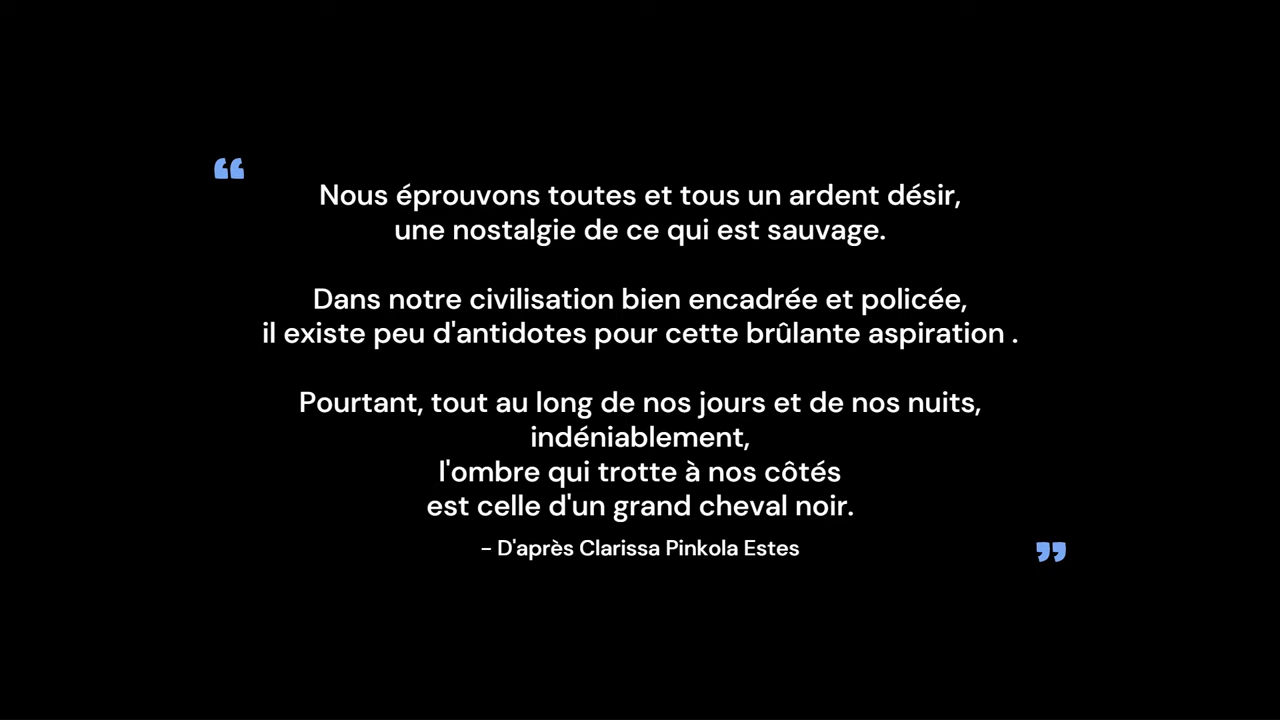 “
Nous éprouvons toutes et tous un ardent désir,
une nostalgie de ce qui est sauvage.
Dans notre civilisation bien encadrée et policée,
il existe peu d'antidotes pour cette brûlante aspiration .
Pourtant, tout au long de nos jours et de nos nuits,
indéniablement,
l'ombre qui trotte à nos côtés
est celle d'un grand cheval noir.
– D'après Clarissa Pinkola Estes
”